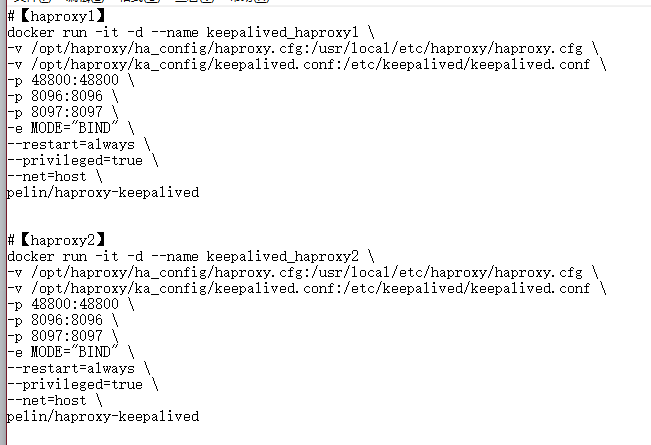 #【haproxy1】
docker run -it -d --name keepalived_haproxy1 \
-v /opt/haproxy/ha_config/haproxy.cfg:/usr/local/etc/haproxy/haproxy.cfg \
-v /opt/haproxy/ka_config/keepalived.conf:/etc/keepalived/keepalived.conf \
-p 48800:48800 \
-p 8096:8096 \
-p 8097:8097 \
-e MODE="BIND" \
--restart=always \
--privileged=true \
--net=host \
pelin/haproxy-keepalived
#【haproxy2】
docker run -it -d --name keepalived_haproxy2 \
-v /opt/haproxy/ha_config/haproxy.cfg:/usr/local/etc/haproxy/haproxy.cfg \
-v /opt/haproxy/ka_config/keepalived.conf:/etc/keepalived/keepalived.conf \
-p 48800:48800 \
-p 8096:8096 \
-p 8097:8097 \
-e MODE="BIND" \
--restart=always \
--privileged=true \
--net=host \
pelin/haproxy-keepalived